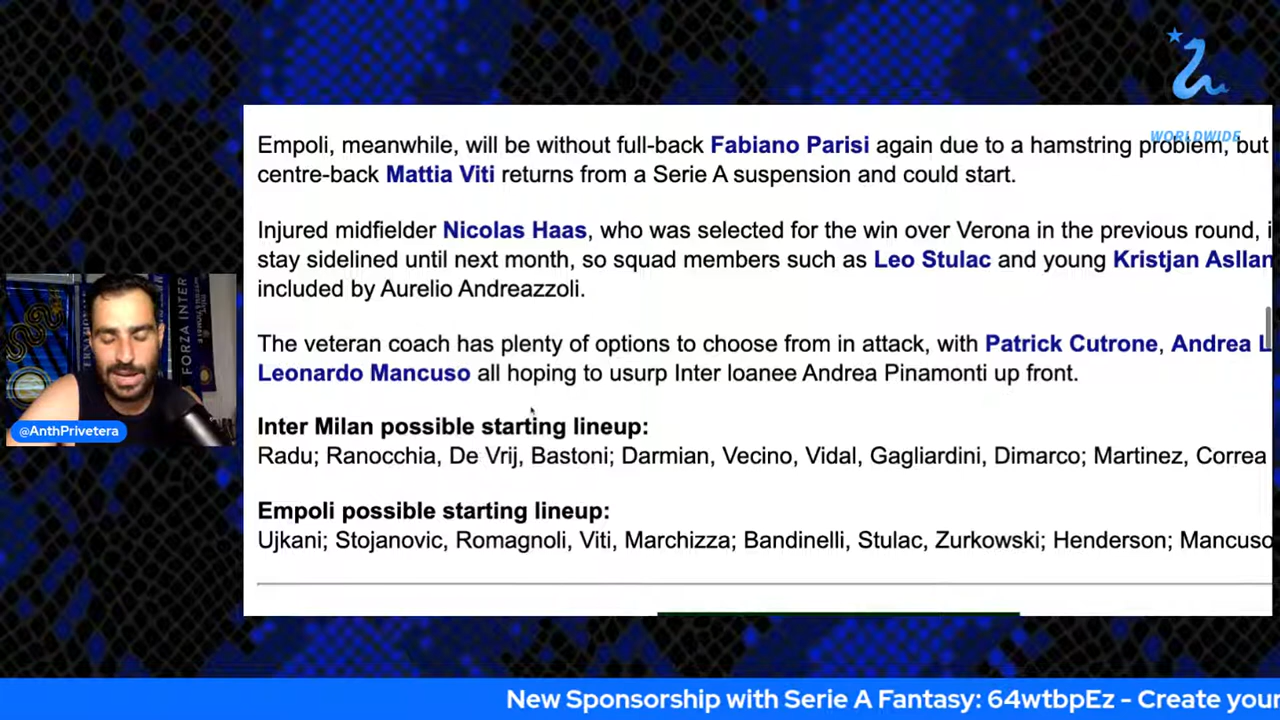 WORLDWIDE
Empoli, meanwhile, will be without full-back Fabiano Parisi again due to a hamstring problem, but
centre-back Mattia Viti returns from a Serie A suspension and could start.
Injured midfielder Nicolas Haas, who was selected for the win over Verona in the previous round, i
stay sidelined until next month, so squad members such as Leo Stulac and young Kristjan Asllan
included by Aurelio Andreazzoli.
The veteran coach has plenty of options to choose from in attack, with Patrick Cutrone, Andrea L
Leonardo Mancuso all hoping to usurp Inter loanee Andrea Pinamonti up front.
Inter Milan possible starting lineup:
Radu; Ranocchia, De Vrij, Bastoni; Darmian, Vecino, Vidal, Gagliardini, Dimarco; Martinez, Correa
Empoli possible starting lineup:
Ujkani; Stojanovic, Romagnoli, Viti, Marchizza; Bandinelli, Stulac, Zurkowski; Henderson; Mancuso
FORZA INTER
@AnthPrivetera
New Sponsorship with Serie A Fantasy: 64wtbpEz - Create your